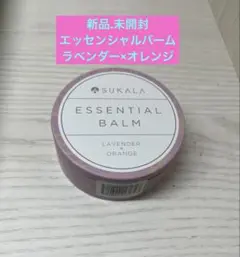 新品.未開封
エッセンシャルバーム
ラベンダー×オレンジ
SUKALA
ESSENTIAL
BALM
LAVENDER
×
ORANGE